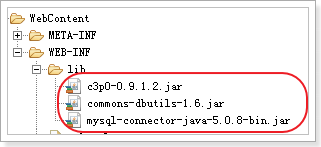 WebContent
META-INF
WEB-INF
lib
c3p0-0.9.1.2.jar
commons-dbutils-1.6.jar
mysql-connector-java-5.0.8-bin.jar